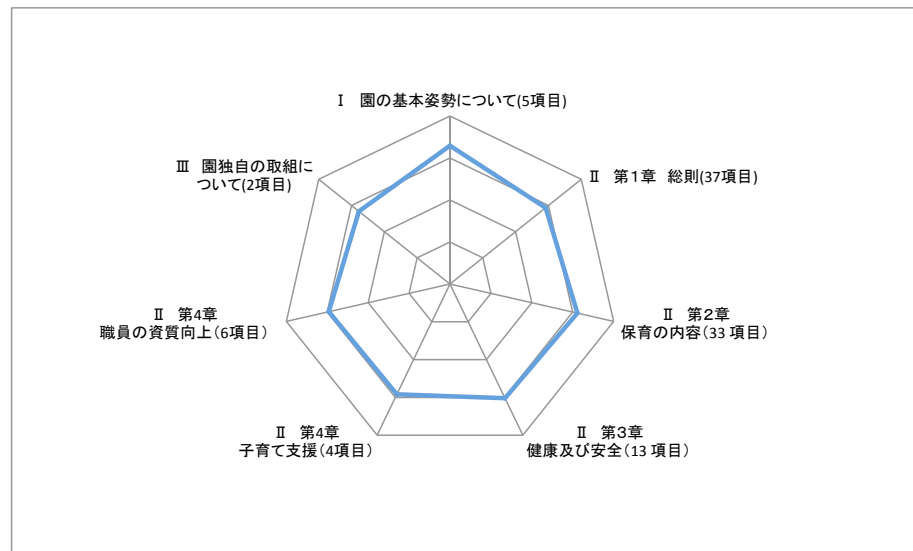 Ⅰ　園の基本姿勢について(5項目)
Ⅱ　第１章 総則(37項目)
Ⅱ　第２章
保育の内容（33 項目）
Ⅱ　第３章
健康及び安全（13 項目）
Ⅱ　第4章
子育て支援（4項目）
Ⅱ　第4章
職員の資質向上（6項目）
Ⅲ　園独自の取組に
ついて(2項目)